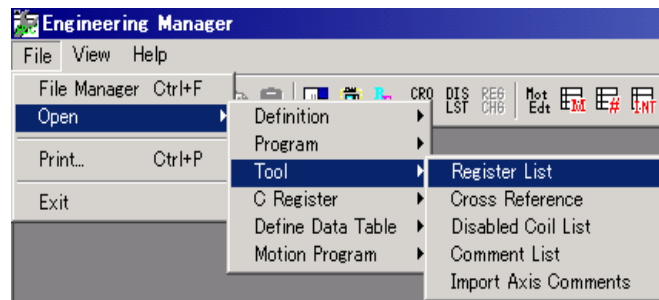 Engineering Manager
File View Help
File Manager Ctrl+F
CRO DIS LST REG CHG Mot Edt M # INT
Open
Definition
Program
Print... Ctrl+P
Tool
Register List
Exit
C Register
Cross Reference
Define Data Table
Disabled Coil List
Motion Program
Comment List
Import Axis Comments